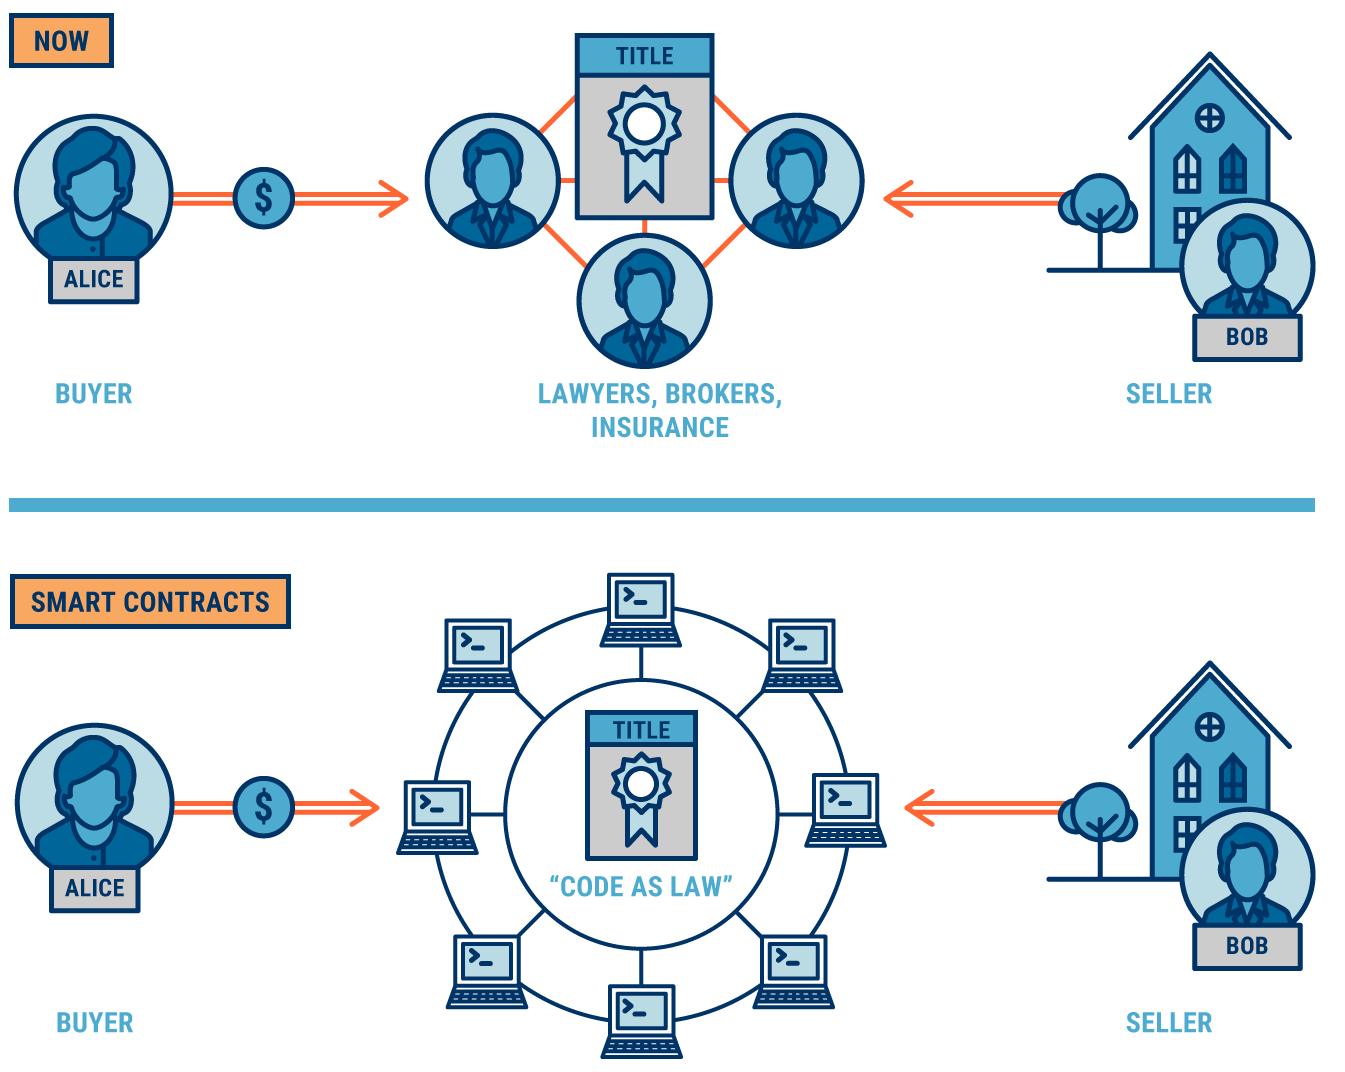 NOW
TITLE
$
ALICE
BOB
BUYER
LAWYERS, BROKERS,
INSURANCE
SELLER
SMART CONTRACTS
>_
>_
>_
TITLE
$
>_
>_
ALICE
“CODE AS LAW”
BOB
>_
>_
>_
BUYER
SELLER